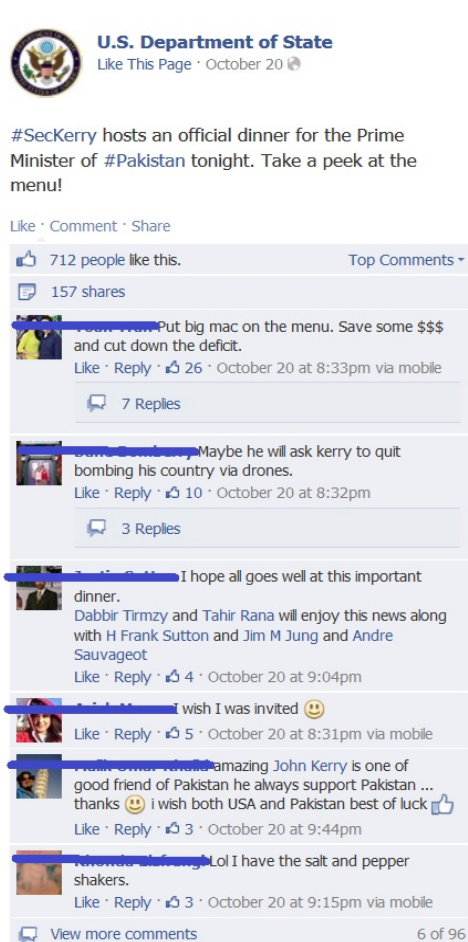 U.S. Department of State
Like This Page · October 20
#SecKerry hosts an official dinner for the Prime
Minister of #Pakistan tonight. Take a peek at the
menu!
Like · Comment · Share
712 people like this.
Top Comments
157 shares
Put big mac on the menu. Save some $$$
and cut down the deficit.
Like · Reply · 26 · October 20 at 8:33pm via mobile
7 Replies
Maybe he will ask kerry to quit
bombing his country via drones.
Like · Reply · 10 · October 20 at 8:32pm
3 Replies
I hope all goes well at this important
dinner.
Dabbir Tirmzy and Tahir Rana will enjoy this news along
with H Frank Sutton and Jim M Jung and Andre
Sauvageot
Like · Reply · 4 · October 20 at 9:04pm
I wish I was invited
Like · Reply · 5 · October 20 at 8:31pm via mobile
amazing John Kerry is one of
good friend of Pakistan he always support Pakistan ...
thanks i wish both USA and Pakistan best of luck
Like · Reply · 3 · October 20 at 9:44pm
Lol I have the salt and pepper
shakers.
Like · Reply · 3 · October 20 at 9:15pm via mobile
View more comments
6 of 96